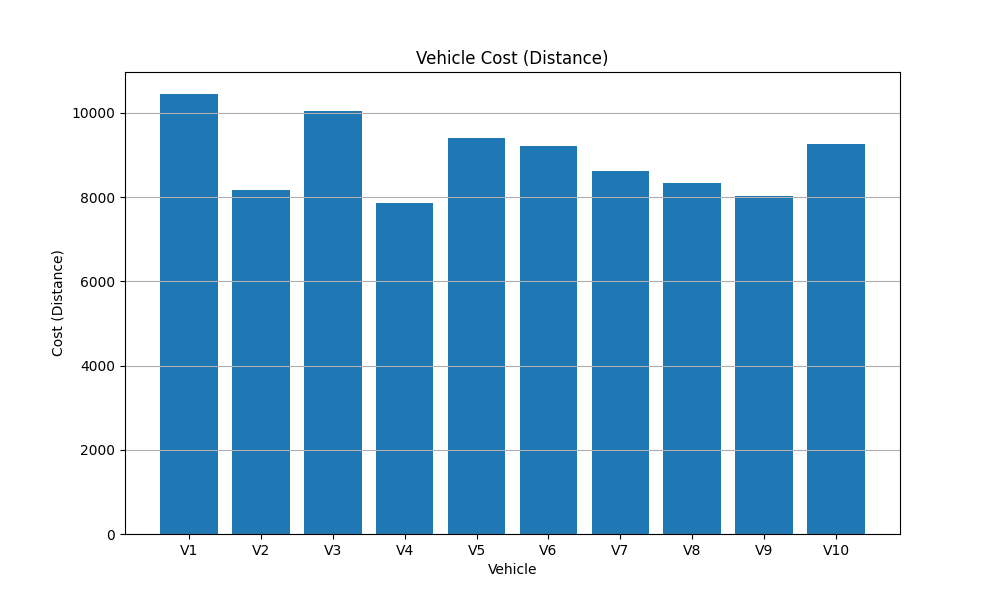 Vehicle Cost (Distance)
Cost (Distance)
10000
8000
6000
4000
2000
0
V1 V2 V3 V4 V5 V6 V7 V8 V9 V10
Vehicle